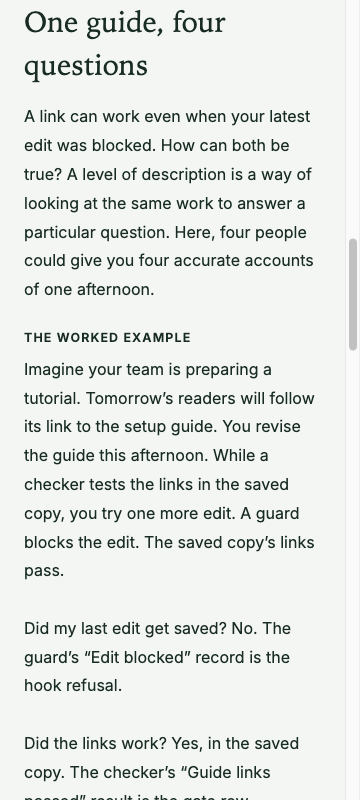 One guide, four
questions
A link can work even when your latest
edit was blocked. How can both be
true? A level of description is a way of
looking at the same work to answer a
particular question. Here, four people
could give you four accurate accounts
of one afternoon.
THE WORKED EXAMPLE
Imagine your team is preparing a
tutorial. Tomorrow’s readers will follow
its link to the setup guide. You revise
the guide this afternoon. While a
checker tests the links in the saved
copy, you try one more edit. A guard
blocks the edit. The saved copy’s links
pass.
Did my last edit get saved? No. The
guard’s “Edit blocked” record is the
hook refusal.
Did the links work? Yes, in the saved
copy. The checker’s “Guide links
passed” result is the gate row.